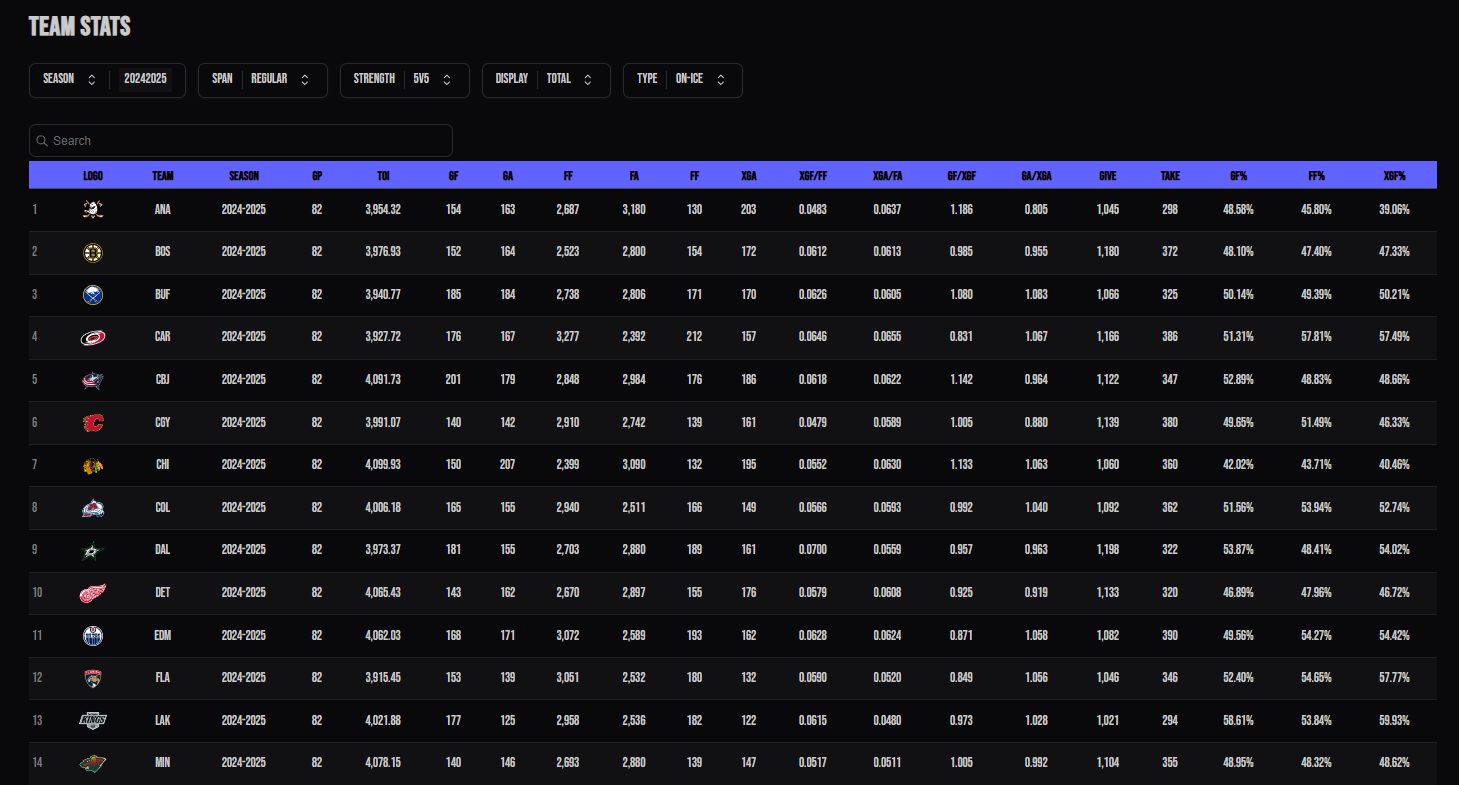 TEAM STATS
SEASON 20242025 SPAN REGULAR STRENGTH 5V5 DISPLAY TOTAL TYPE ON-ICE
Search
LOGO TEAM SEASON GP TOI GF GA FF FA FF XGA XGF/FF XGA/FA GF/XGF GA/XGA GIVE TAKE GF% FF% XGF%
1 ANA 2024-2025 82 3,954.32 154 163 2,687 3,180 130 203 0.0483 0.0637 1.186 0.805 1,045 298 48.58% 45.80% 39.06%
2 BOS 2024-2025 82 3,976.93 152 164 2,523 2,800 154 172 0.0612 0.0613 0.985 0.955 1,180 372 48.10% 47.40% 47.33%
3 BUF 2024-2025 82 3,940.77 185 184 2,738 2,806 171 170 0.0626 0.0605 1.080 1.083 1,066 325 50.14% 49.39% 50.21%
4 CAR 2024-2025 82 3,927.72 176 167 3,277 2,392 212 157 0.0646 0.0655 0.831 1.067 1,166 386 51.31% 57.81% 57.49%
5 CBJ 2024-2025 82 4,091.73 201 179 2,848 2,984 176 186 0.0618 0.0622 1.142 0.964 1,122 347 52.89% 48.83% 48.66%
6 CGY 2024-2025 82 3,991.07 140 142 2,910 2,742 139 161 0.0479 0.0589 1.005 0.880 1,139 380 49.65% 51.49% 46.33%
7 CHI 2024-2025 82 4,099.93 150 207 2,399 3,090 132 195 0.0552 0.0630 1.133 1.063 1,060 360 42.02% 43.71% 40.46%
8 COL 2024-2025 82 4,006.18 165 155 2,940 2,511 166 149 0.0566 0.0593 0.992 1.040 1,092 362 51.56% 53.94% 52.74%
9 DAL 2024-2025 82 3,973.37 181 155 2,703 2,880 189 161 0.0700 0.0559 0.957 0.963 1,198 322 53.87% 48.41% 54.02%
10 DET 2024-2025 82 4,065.43 143 162 2,670 2,897 155 176 0.0579 0.0608 0.925 0.919 1,133 320 46.89% 47.96% 46.72%
11 EDM 2024-2025 82 4,062.03 168 171 3,072 2,589 193 162 0.0628 0.0624 0.871 1.058 1,082 390 49.56% 54.27% 54.42%
12 FLA 2024-2025 82 3,915.45 153 139 3,051 2,532 180 132 0.0590 0.0520 0.849 1.056 1,046 346 52.40% 54.65% 57.77%
13 KINGS LAK 2024-2025 82 4,021.88 177 125 2,958 2,536 182 122 0.0615 0.0480 0.973 1.028 1,021 294 58.61% 53.84% 59.93%
14 MIN 2024-2025 82 4,078.15 140 146 2,693 2,880 139 147 0.0517 0.0511 1.005 0.992 1,104 355 48.95% 48.32% 48.62%